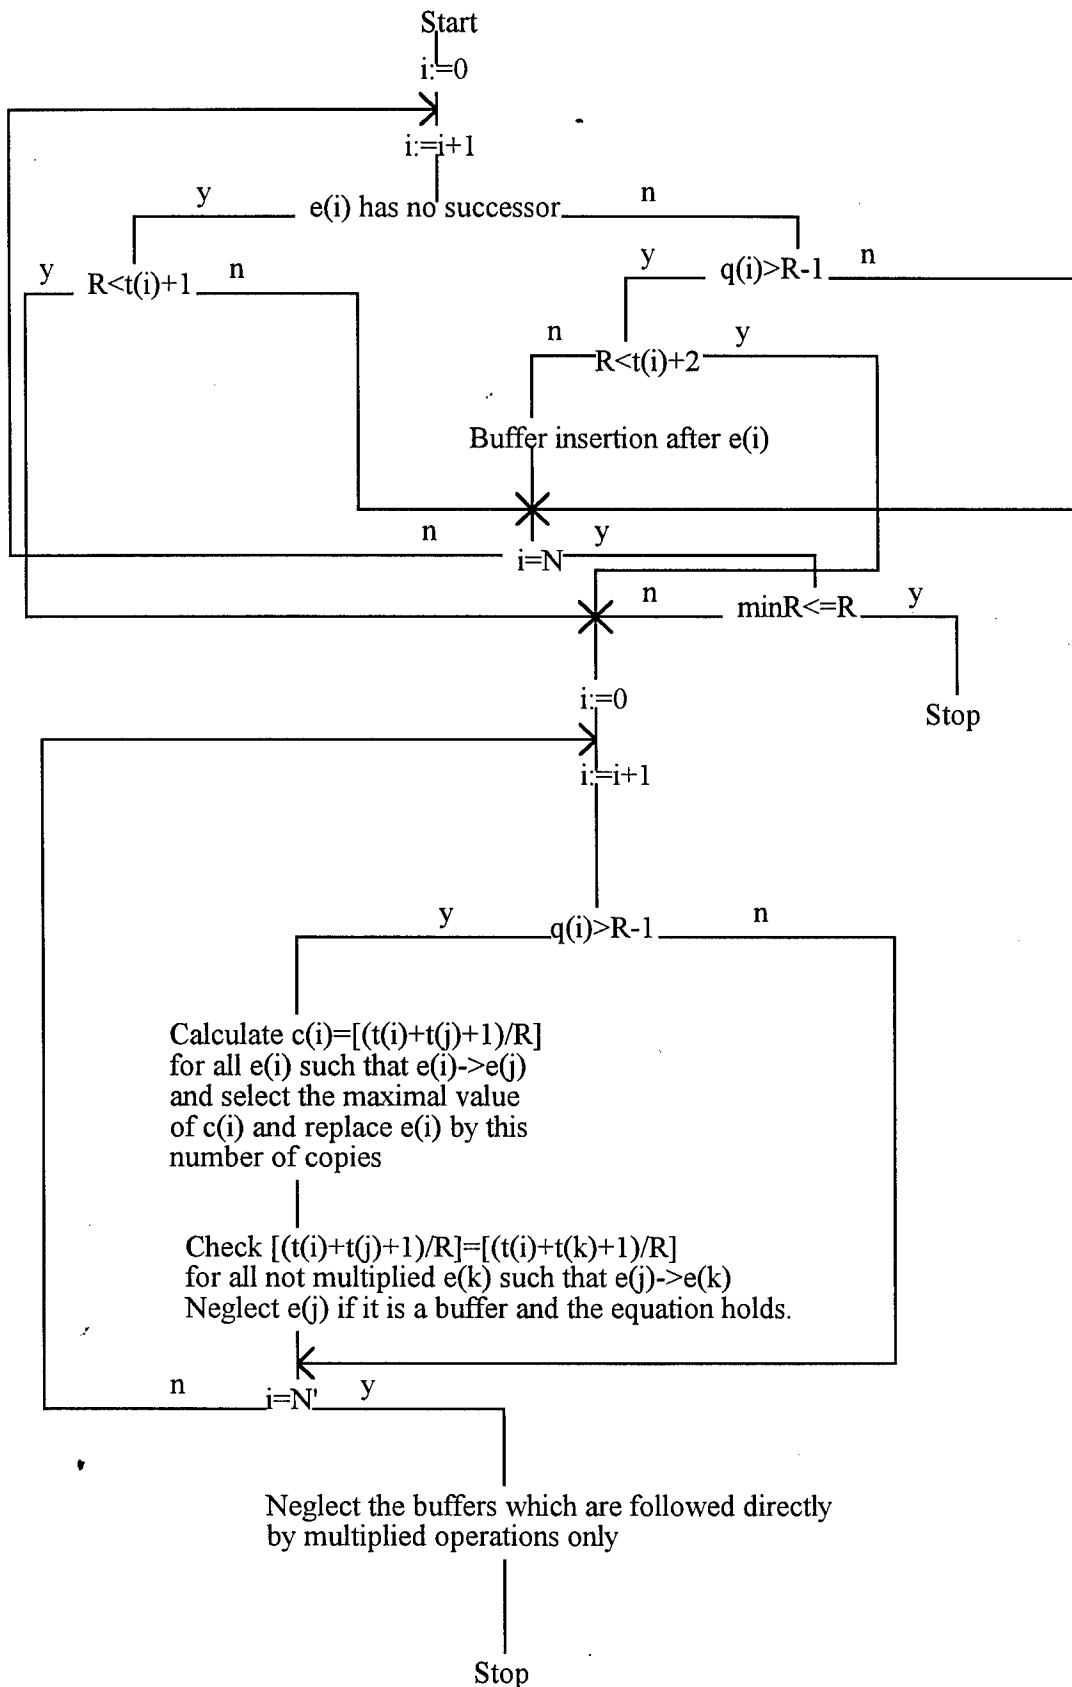 Start
i:=0
i:=i+1
y
e(i) has no successor
n
y
R<t(i)+1
n
y
q(i)>R-1
n
n
R<t(i)+2
y
Buffer insertion after e(i)
n
i=N
y
n
minR<=R
y
Stop
i:=0
i:=i+1
y
q(i)>R-1
n
Calculate c(i)=[(t(i)+t(j)+1)/R]
for all e(i) such that e(i)->e(j)
and select the maximal value
of c(i) and replace e(i) by this
number of copies
Check [(t(i)+t(j)+1)/R]=[(t(i)+t(k)+1)/R]
for all not multiplied e(k) such that e(j)->e(k)
Neglect e(j) if it is a buffer and the equation holds.
n
i=N'
y
Neglect the buffers which are followed directly
by multiplied operations only
Stop